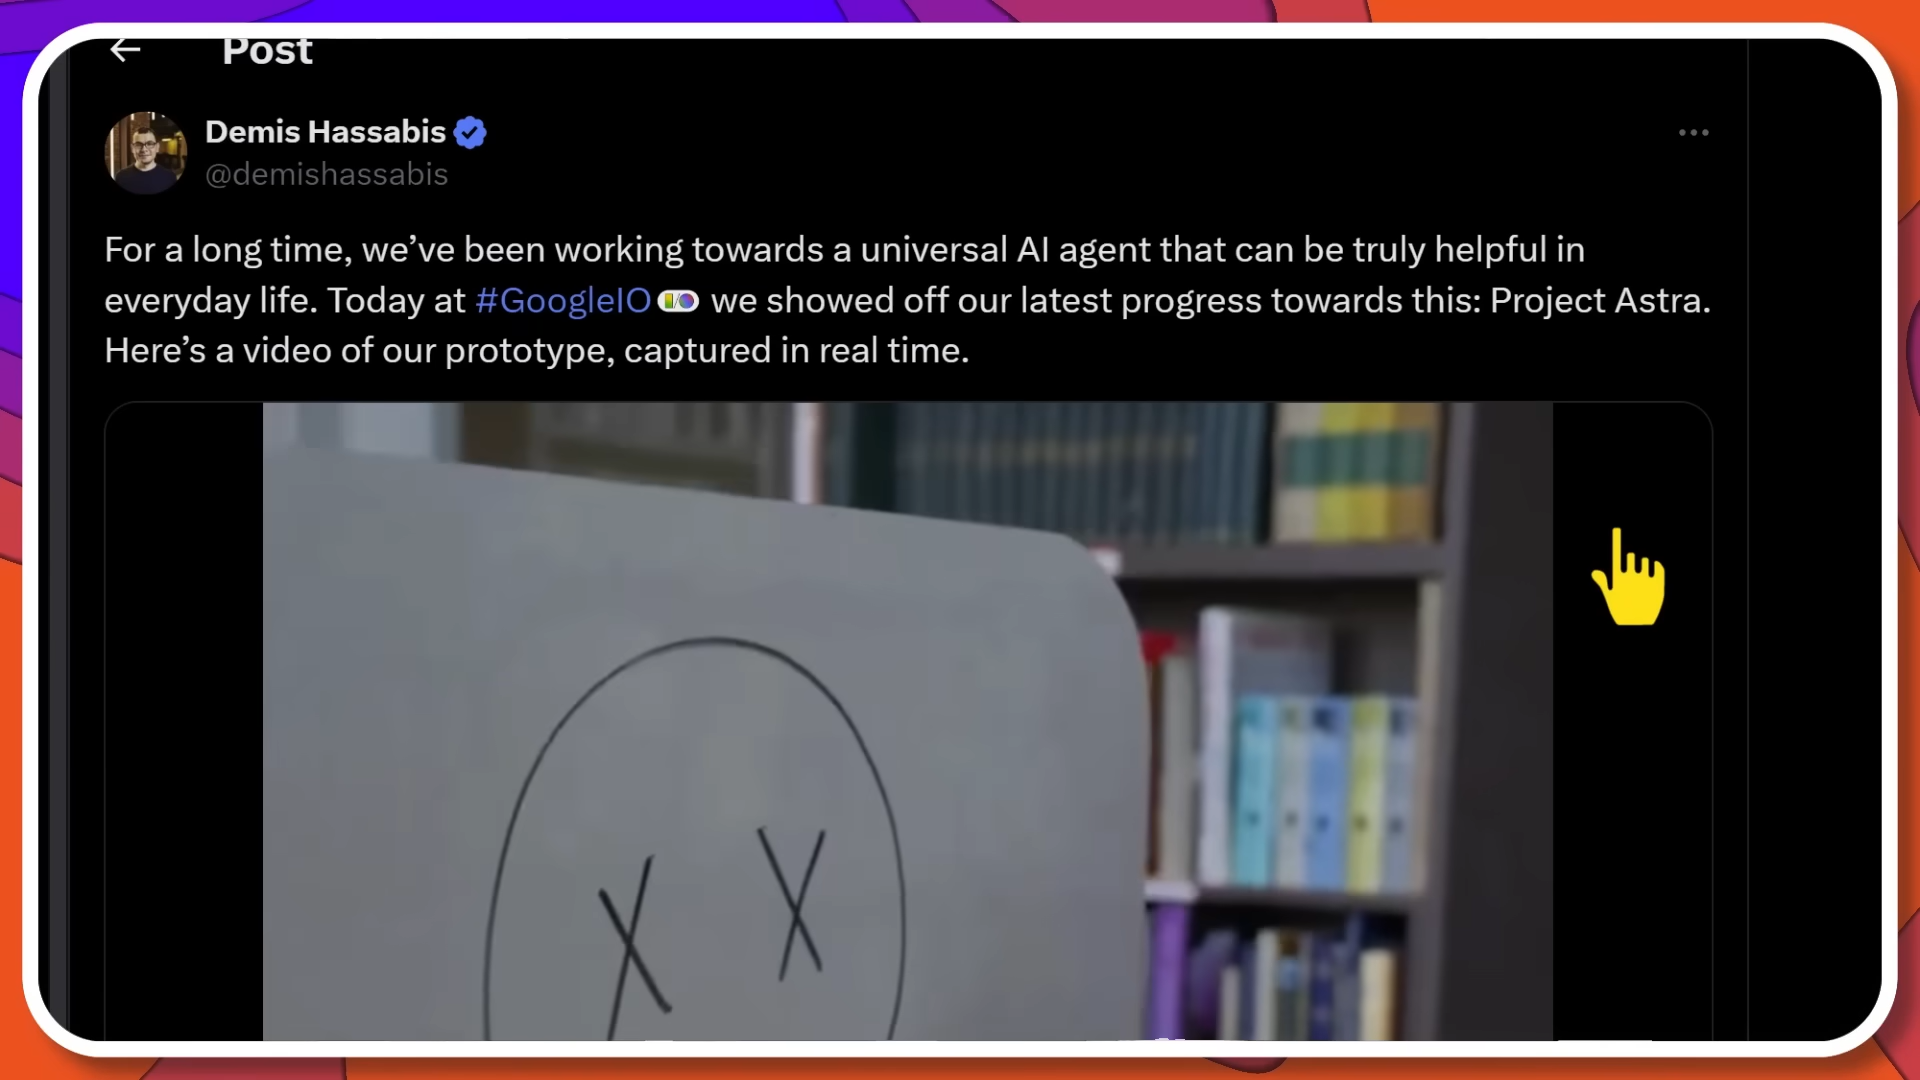 Post
Demis Hassabis
@demishassabis
For a long time, we’ve been working towards a universal AI agent that can be truly helpful in
everyday life. Today at #GoogleIO we showed off our latest progress towards this: Project Astra.
Here’s a video of our prototype, captured in real time.